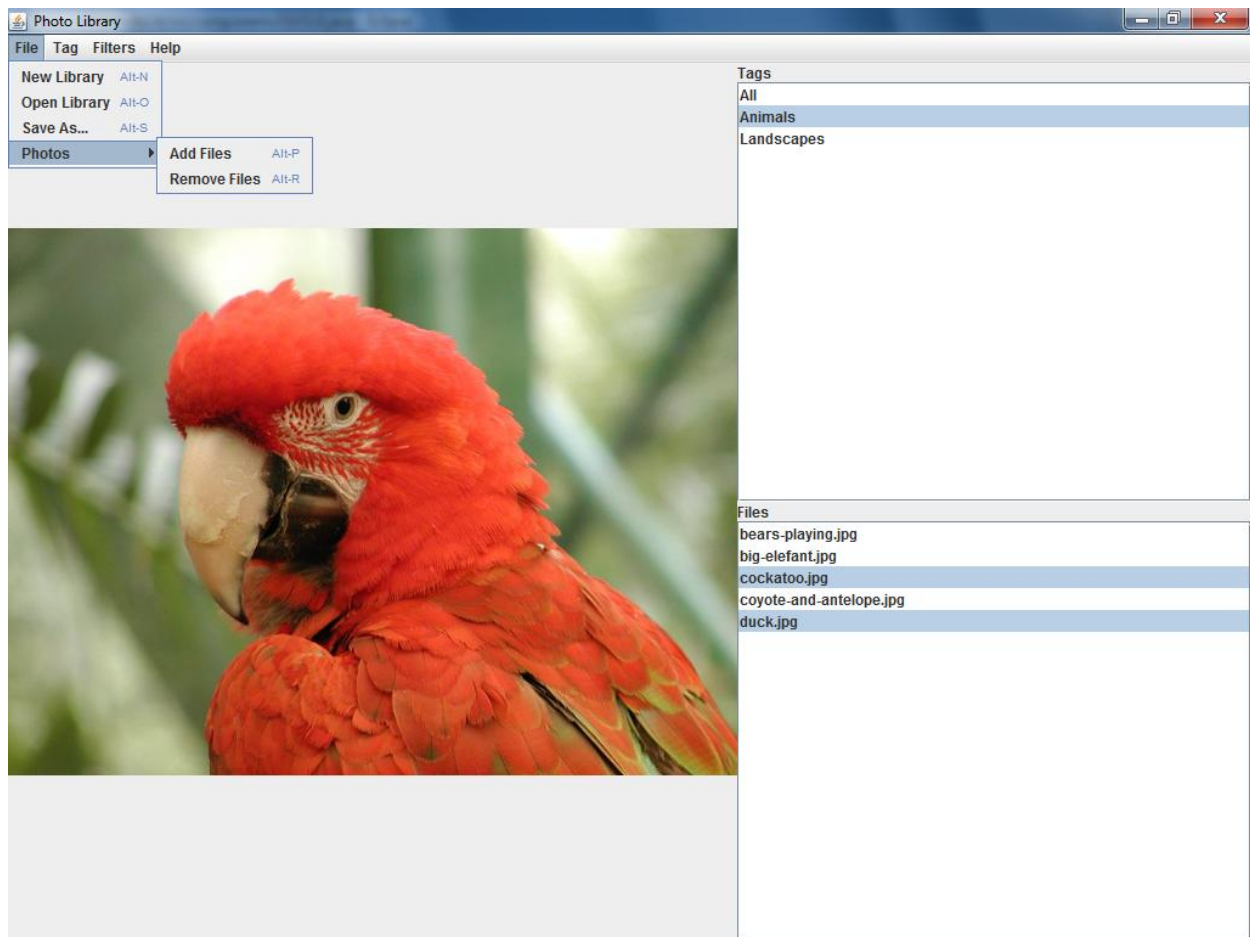 Photo Library
File Tag Filters Help
New Library Alt-N
Open Library Alt-O
Save As... Alt-S
Photos
Add Files Alt-P
Remove Files Alt-R
Tags
All
Animals
Landscapes
Files
bears-playing.jpg
big-elefant.jpg
cockatoo.jpg
coyote-and-antelope.jpg
duck.jpg